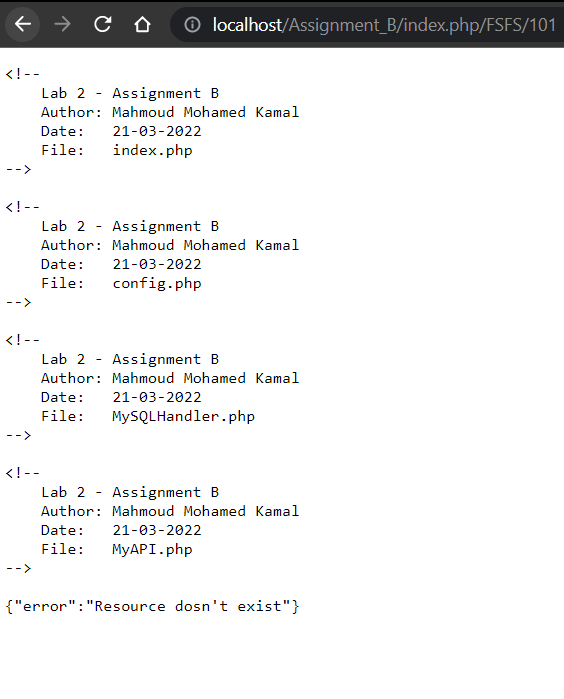 localhost/Assignment_B/index.php/FSFS/101
<!--
Lab 2 - Assignment B
Author: Mahmoud Mohamed Kamal
Date:   21-03-2022
File:   index.php
-->
<!--
Lab 2 - Assignment B
Author: Mahmoud Mohamed Kamal
Date:   21-03-2022
File:   config.php
-->
<!--
Lab 2 - Assignment B
Author: Mahmoud Mohamed Kamal
Date:   21-03-2022
File:   MySQLHandler.php
-->
<!--
Lab 2 - Assignment B
Author: Mahmoud Mohamed Kamal
Date:   21-03-2022
File:   MyAPI.php
-->
{"error":"Resource dosn't exist"}